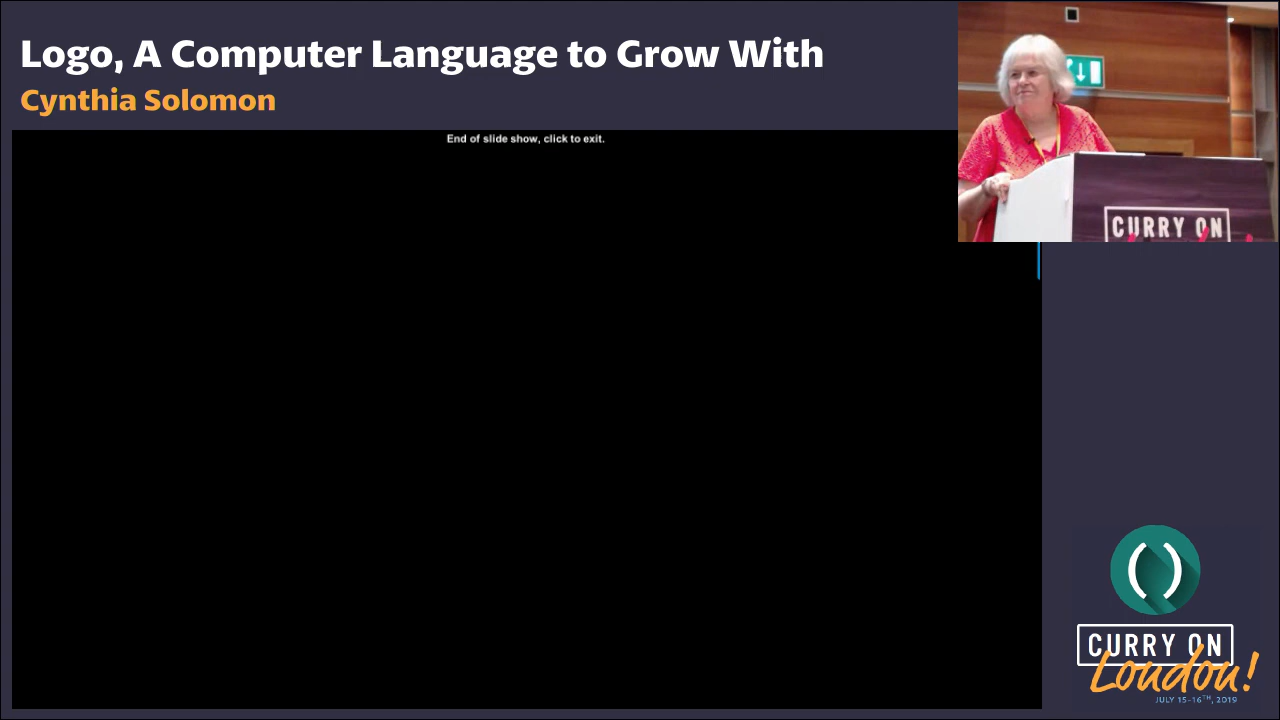 Logo, A Computer Language to Grow With
Cynthia Solomon
End of slide show, click to exit.
CURRY ON
CURRY ON
London!
JULY 15-16TH, 2019